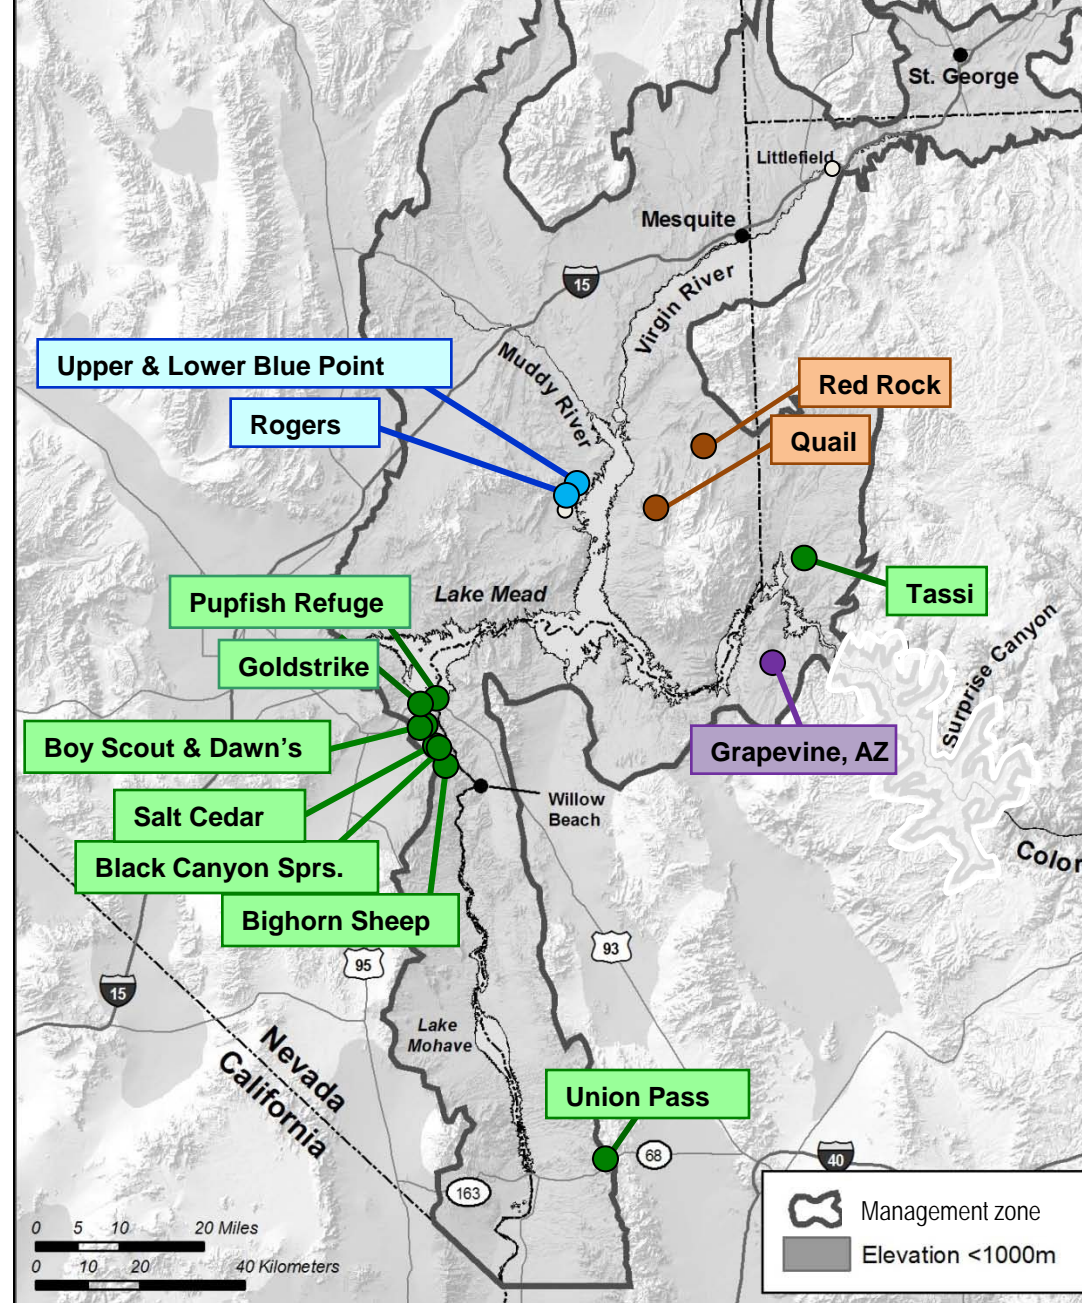 St. George
Littlefield
Mesquite
15
Virgin River
Muddy River
Upper & Lower Blue Point
Rogers
Red Rock
Quail
Tassi
Lake Mead
Pupfish Refuge
Goldstrike
Surprise Canyon
Boy Scout & Dawn's
Grapevine, AZ
Salt Cedar
Willow
Beach
Black Canyon Sprs.
Color
Bighorn Sheep
95
93
15
Lake
Mohave
Nevada
California
Union Pass
68
40
163
0 5 10 20 Miles
0 10 20 40 Kilometers
Management zone
Elevation <1000m